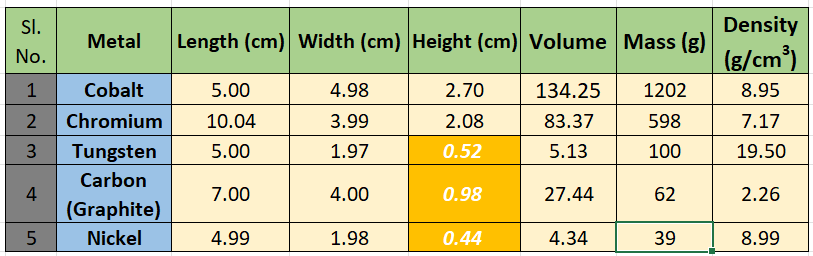 Sl. No. Metal Length (cm) Width (cm) Height (cm) Volume Mass (g) Density (g/cm³)
1 Cobalt 5.00 4.98 2.70 134.25 1202 8.95
2 Chromium 10.04 3.99 2.08 83.37 598 7.17
3 Tungsten 5.00 1.97 0.52 5.13 100 19.50
4 Carbon (Graphite) 7.00 4.00 0.98 27.44 62 2.26
5 Nickel 4.99 1.98 0.44 4.34 39 8.99